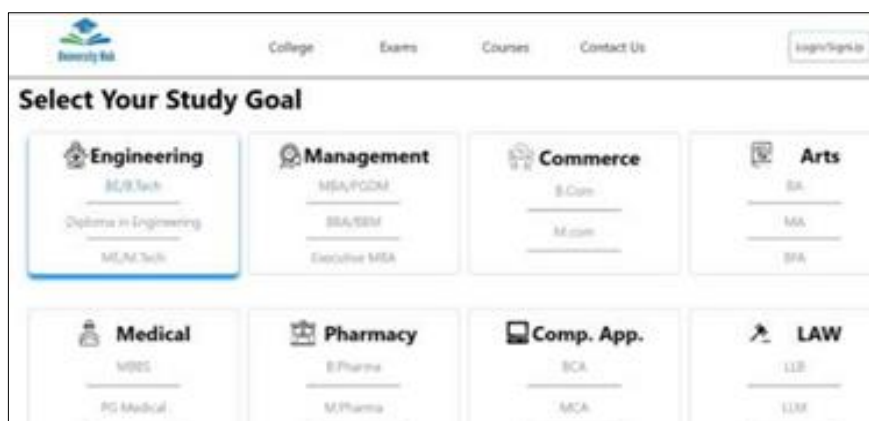 University Hub
College Exams Courses Contact Us Login/SignUp
Select Your Study Goal
Engineering
BE/B.Tech
Diploma in Engineering
ME/M.Tech
Management
MBA/PGDM
BBA/BBM
Executive MBA
Commerce
B.Com
M.com
Arts
BA
MA
BFA
Medical
MBBS
PG Medical
Pharmacy
B.Pharma
M.Pharma
Comp. App.
BCA
MCA
LAW
LLB
LLM